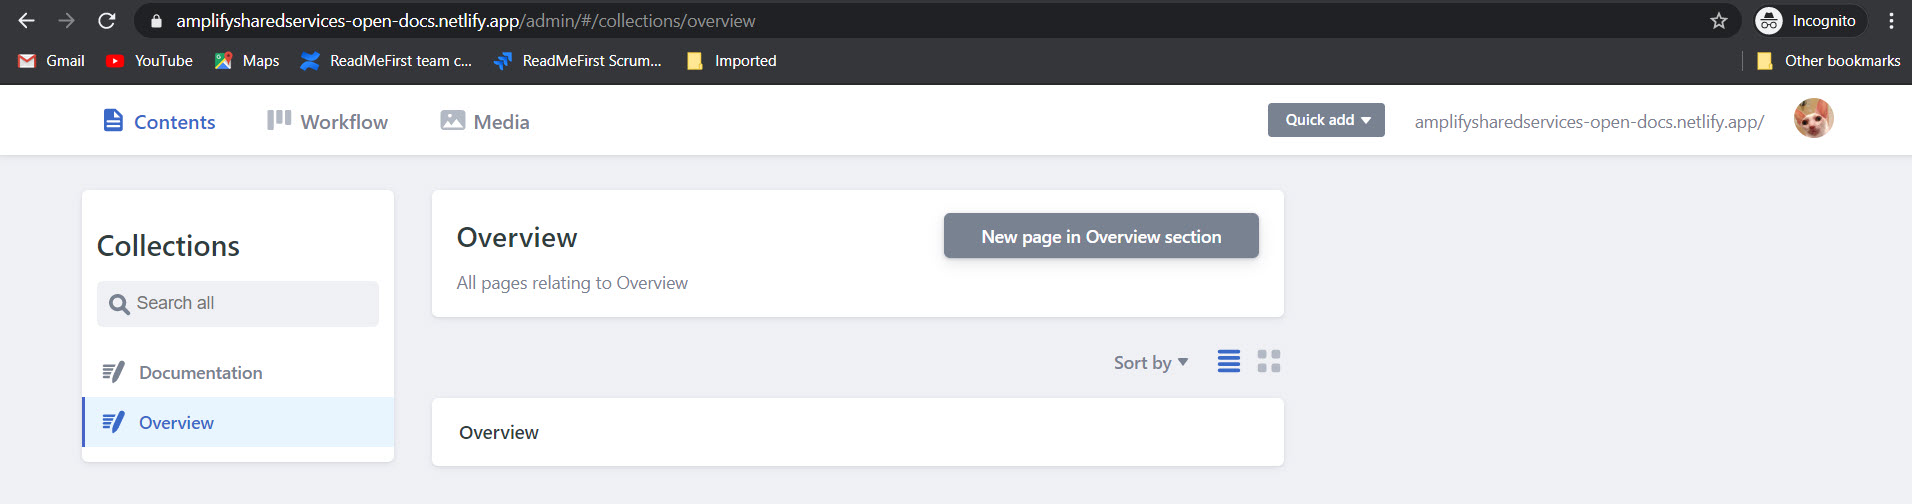 amplifysharedservices-open-docs.netlify.app/admin/#/collections/overview
Incognito
Gmail
YouTube
Maps
ReadMeFirst team c...
ReadMeFirst Scrum...
Imported
Other bookmarks
Contents
Workflow
Media
Quick add
amplifysharedservices-open-docs.netlify.app/
Collections
Search all
Documentation
Overview
Overview
New page in Overview section
All pages relating to Overview
Sort by
Overview